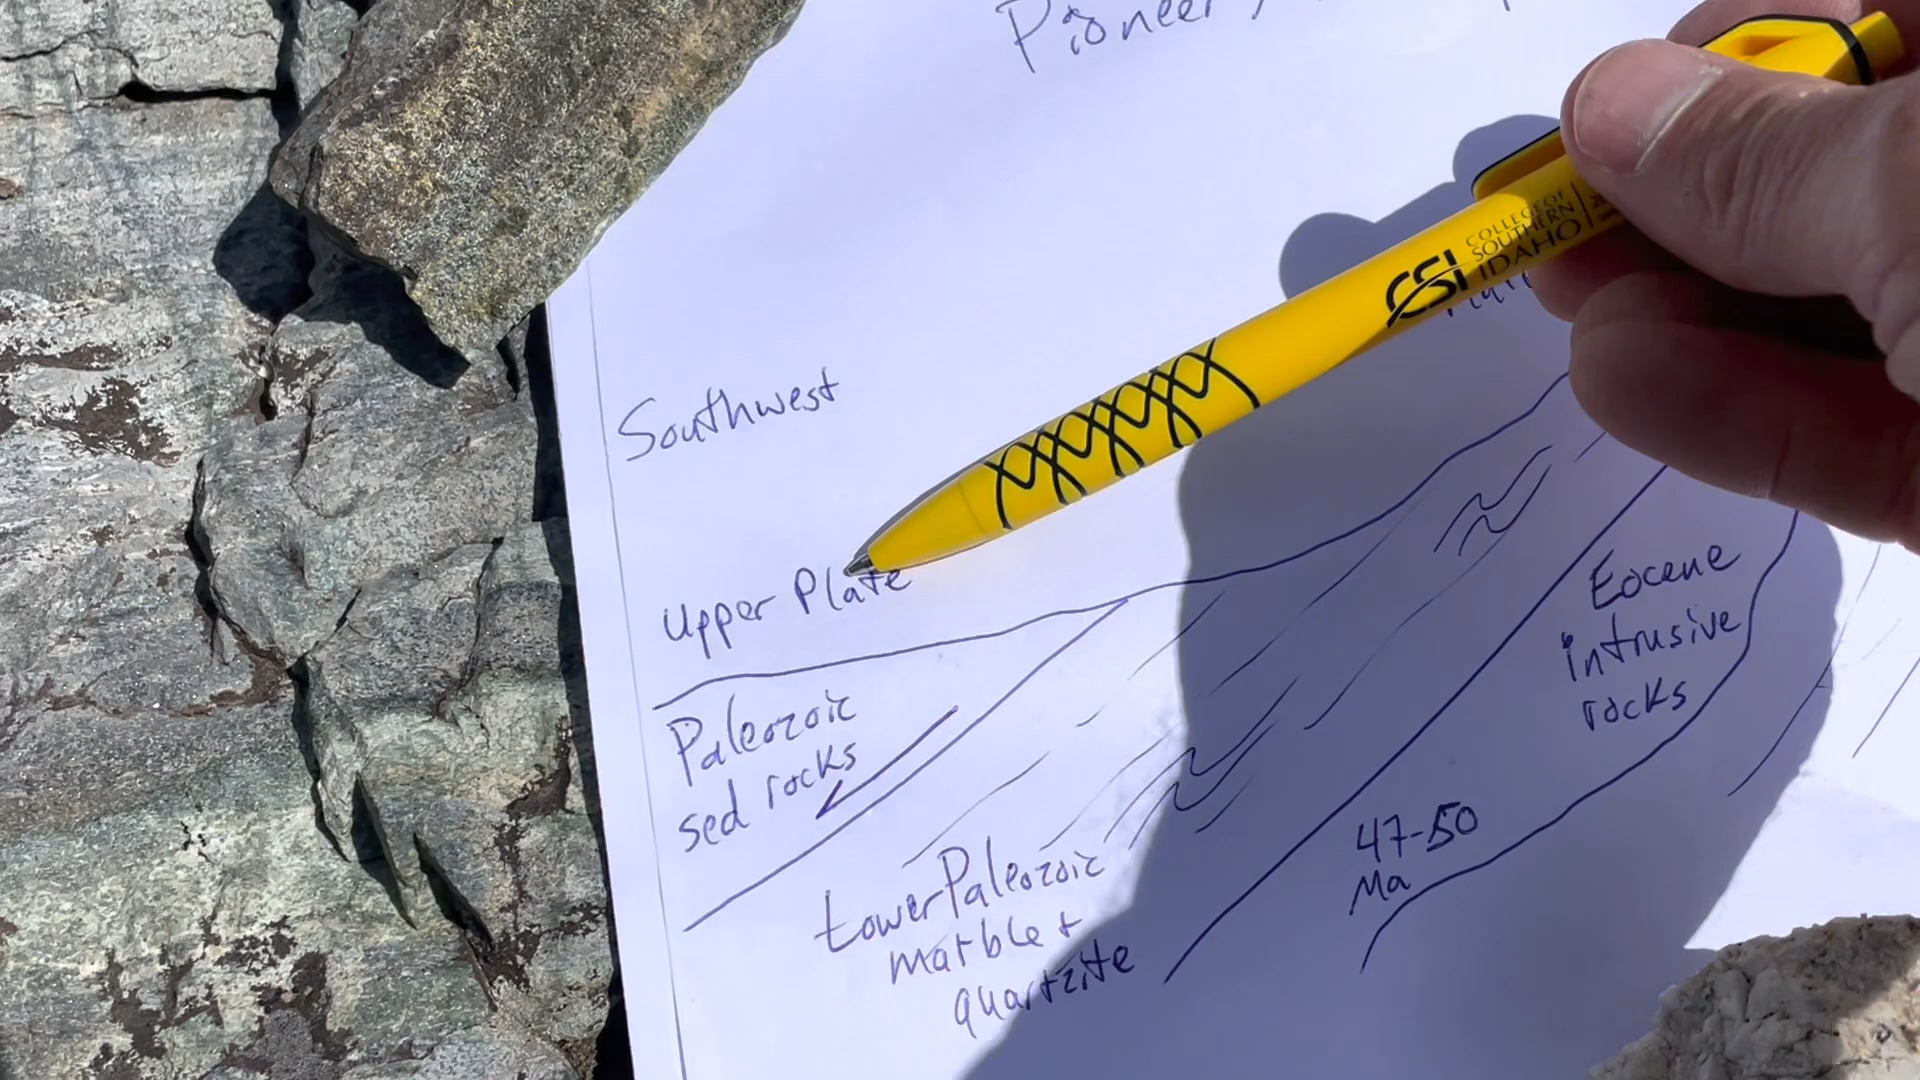 Pioneer
Southwest
Upper Plate
Paleozoic
sed rocks
Lower Paleozoic
marble +
quartzite
Eocene
intrusive
rocks
47-50
Ma
CSI
COLLEGE OF
SOUTHERN
IDAHO